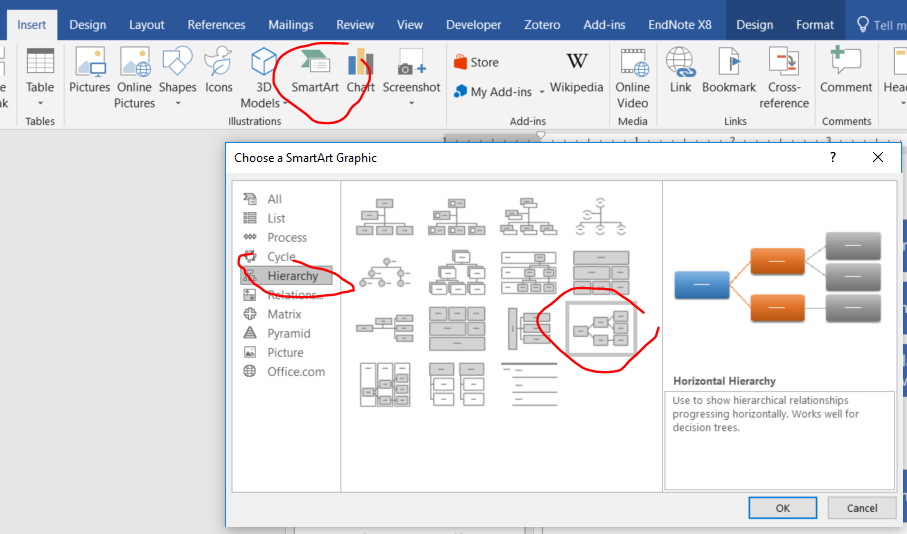 Insert Design Layout References Mailings Review View Developer Zotero Add-ins EndNote X8 Design Format Tell m
Table Pictures Online Pictures Shapes Icons 3D Models SmartArt Chart Screenshot
Store
My Add-ins
Wikipedia
W
Online Video
Link Bookmark Cross-reference
Comment
Tables Illustrations Add-ins Media Links Comments
1 1 2 3
Choose a SmartArt Graphic ?
All
List
Process
Cycle
Hierarchy
Relations...
Matrix
Pyramid
Picture
Office.com
Horizontal Hierarchy
Use to show hierarchical relationships
progressing horizontally. Works well for
decision trees.
OK Cancel